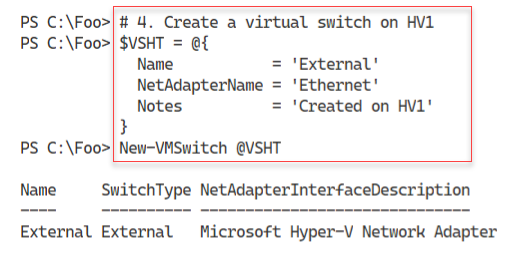 PS C:\Foo> # 4. Create a virtual switch on HV1
PS C:\Foo> $VSHT = @{
  Name           = 'External'
  NetAdapterName = 'Ethernet'
  Notes          = 'Created on HV1'
}
PS C:\Foo> New-VMSwitch @VSHT
Name     SwitchType NetAdapterInterfaceDescription
----     ---------- ------------------------------
External External   Microsoft Hyper-V Network Adapter